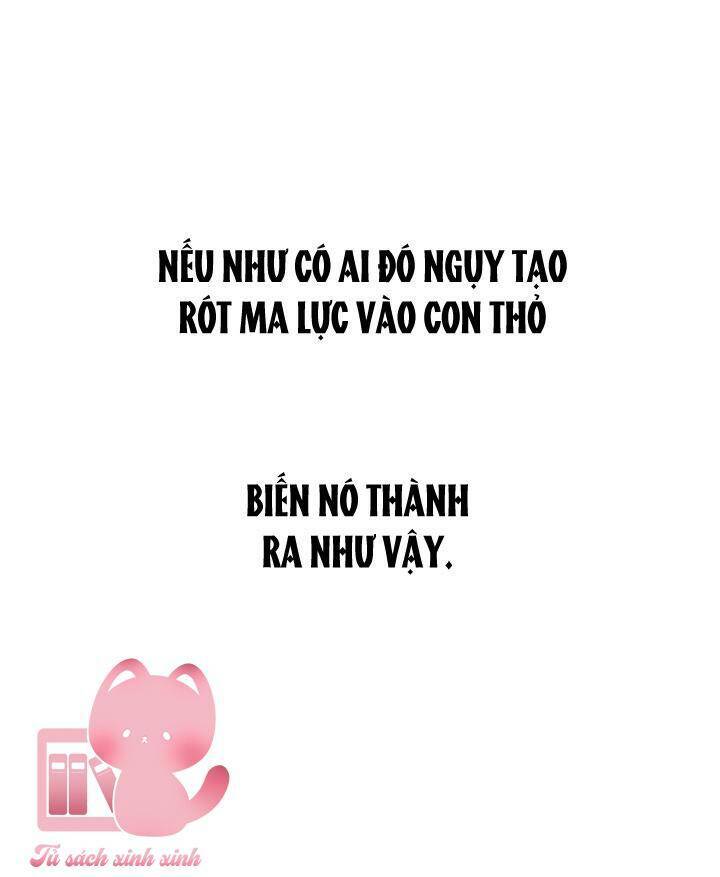 NẾU NHƯ CÓ AI ĐÓ NGỤY TẠO
RÓT MA LỰC VÀO CON THỎ
BIẾN NÓ THÀNH
RA NHƯ VẬY.
Tủ sách xinh xinh